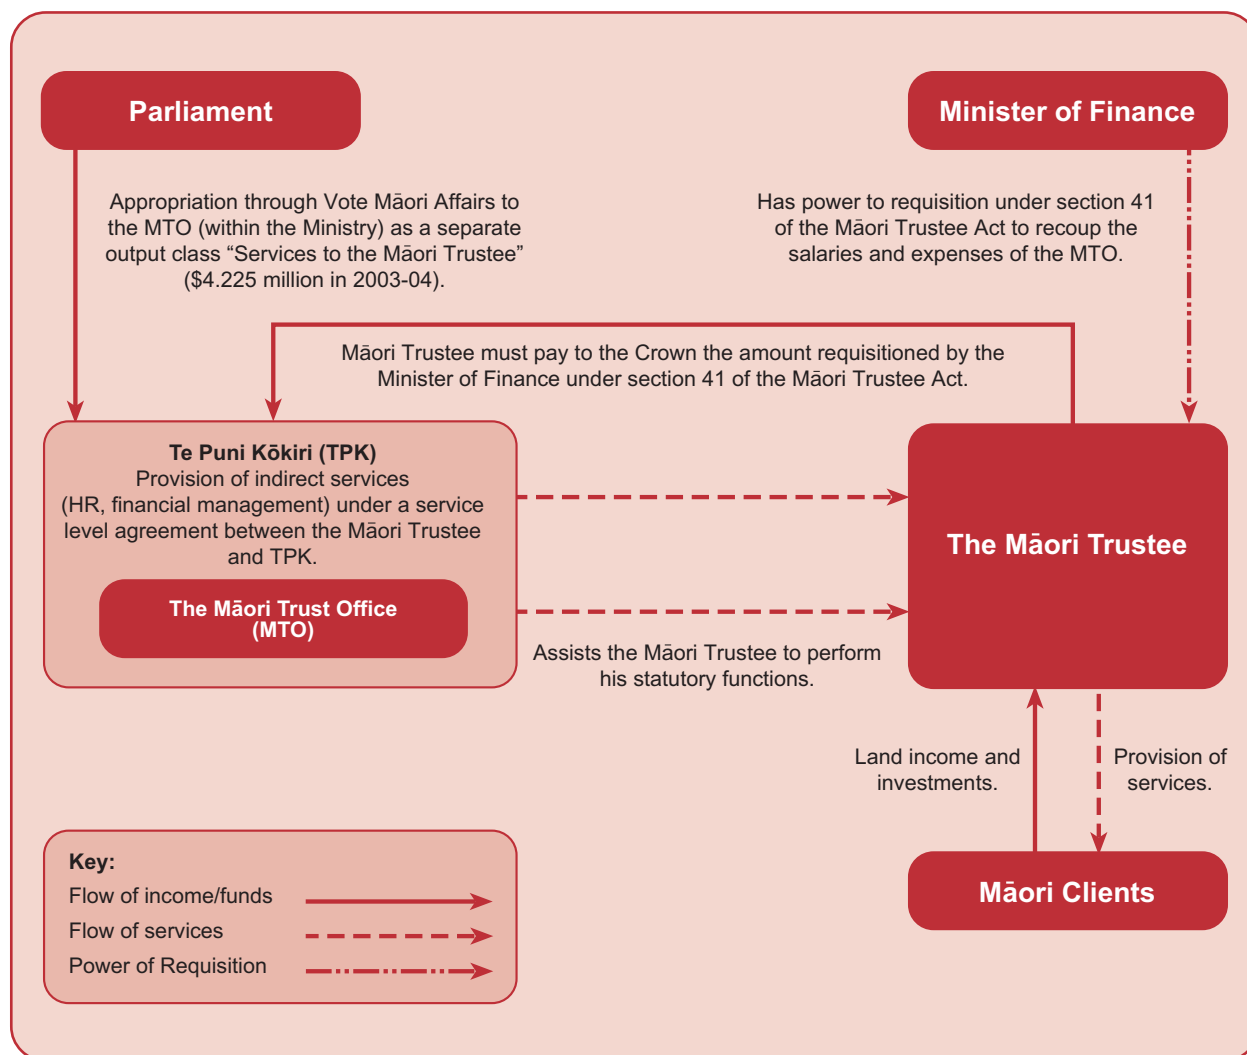 Parliament
Minister of Finance
Appropriation through Vote Māori Affairs to
the MTO (within the Ministry) as a separate
output class “Services to the Māori Trustee”
($4.225 million in 2003-04).
Has power to requisition under section 41
of the Māori Trustee Act to recoup the
salaries and expenses of the MTO.
Māori Trustee must pay to the Crown the amount requisitioned by the
Minister of Finance under section 41 of the Māori Trustee Act.
Te Puni Kōkiri (TPK)
Provision of indirect services
(HR, financial management) under a service
level agreement between the Māori Trustee
and TPK.
The Māori Trust Office
(MTO)
The Māori Trustee
Assists the Māori Trustee to perform
his statutory functions.
Land income and
investments.
Provision of
services.
Māori Clients
Key:
Flow of income/funds
Flow of services
Power of Requisition